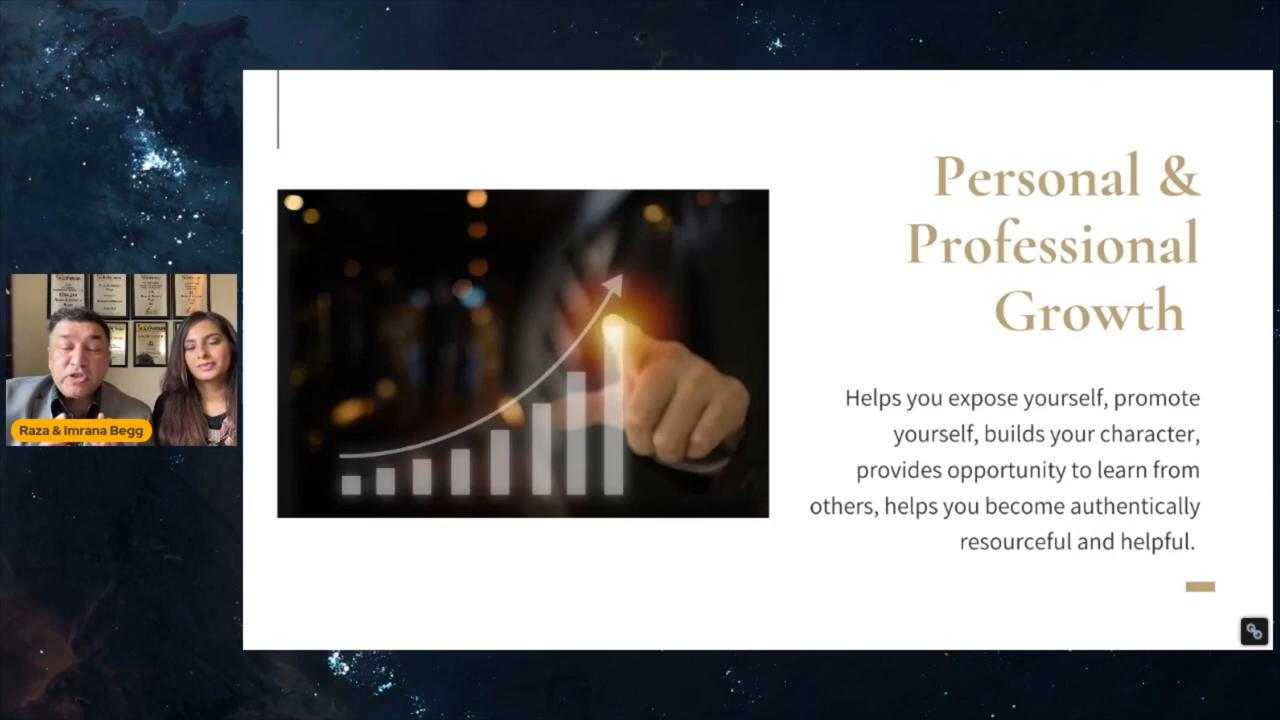 Personal &
Professional
Growth
Helps you expose yourself, promote
yourself, builds your character,
provides opportunity to learn from
others, helps you become authentically
resourceful and helpful.
Raza & Imrana Begg